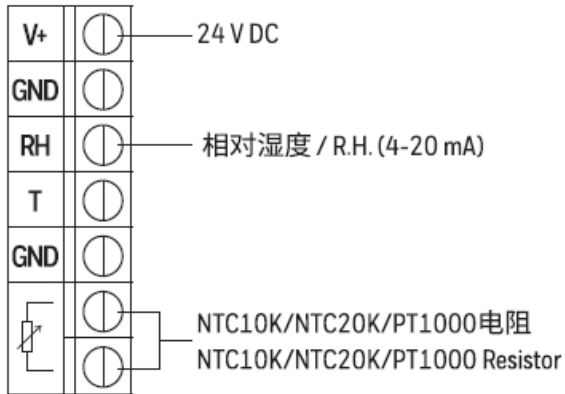 V+ 24 V DC
GND
RH 相对湿度 / R.H. (4-20 mA)
T
GND
NTC10K/NTC20K/PT1000电阻
NTC10K/NTC20K/PT1000 Resistor